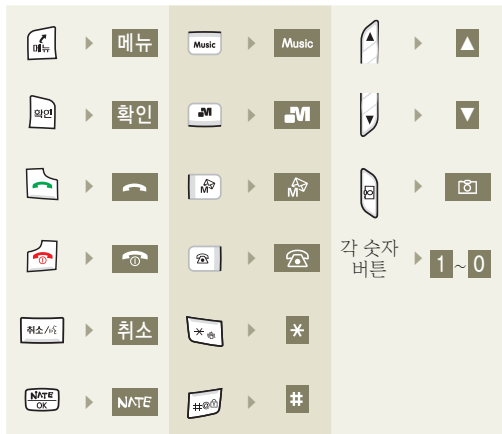 메뉴 메뉴
Music Music
▲ ▲
확인 확인
M M
▼ ▼
M M
취소/ 취소
* *
각 숫자
버튼 1~0
NATE
OK NATE
#@ #